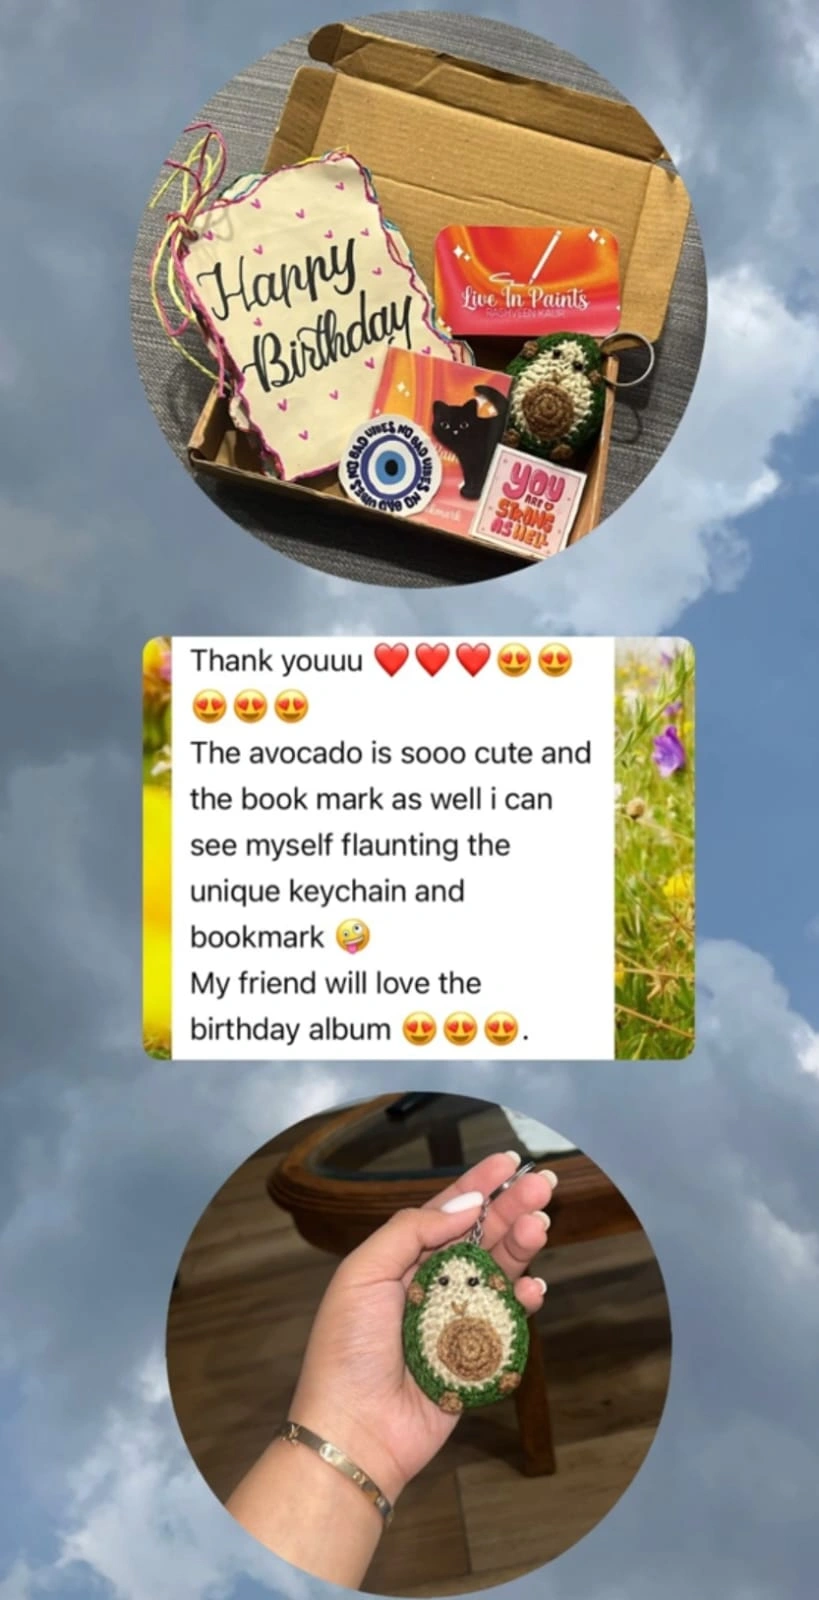 Happy
Birthday
Live In Paints
RASHVEEN KAUR
NO BAD VIBES NO BAD VIBES NO BAD VIBES
YOU
ARE
STRONG
AS HELL
Thank youuu ❤️❤️❤️😍😍
😍😍😍
The avocado is sooo cute and
the book mark as well i can
see myself flaunting the
unique keychain and
bookmark 🤪
My friend will love the
birthday album 😍😍😍.